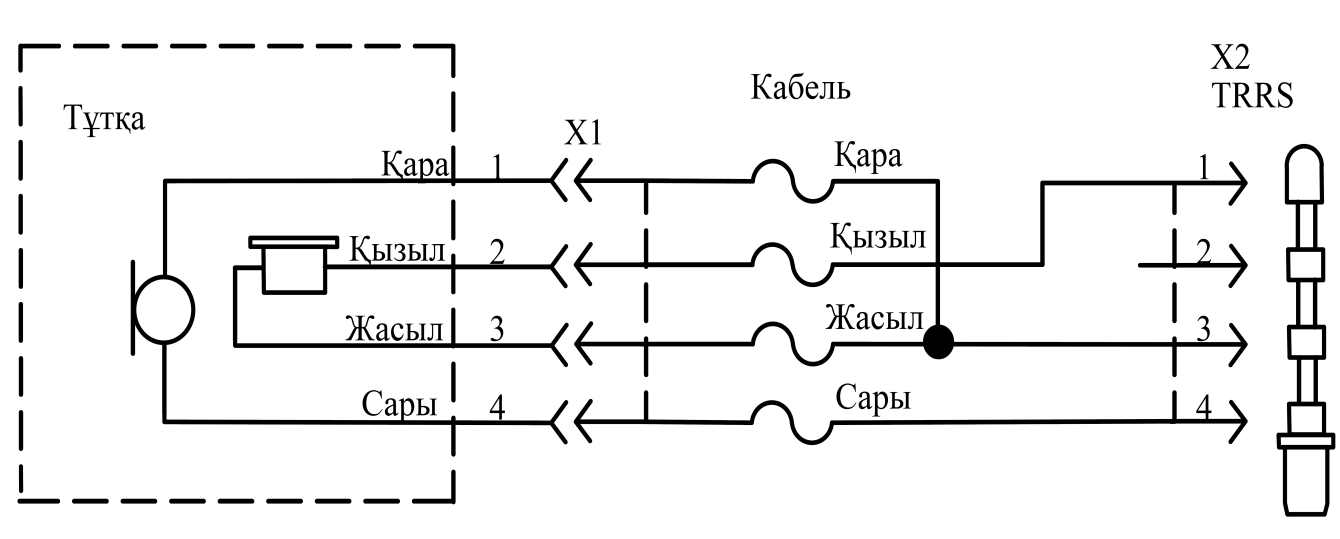 Тұтқа
Қара 1
Қызыл 2
Жасыл 3
Сары 4
X1
Кабель
Қара
Қызыл
Жасыл
Сары
X2
TRRS
1
2
3
4